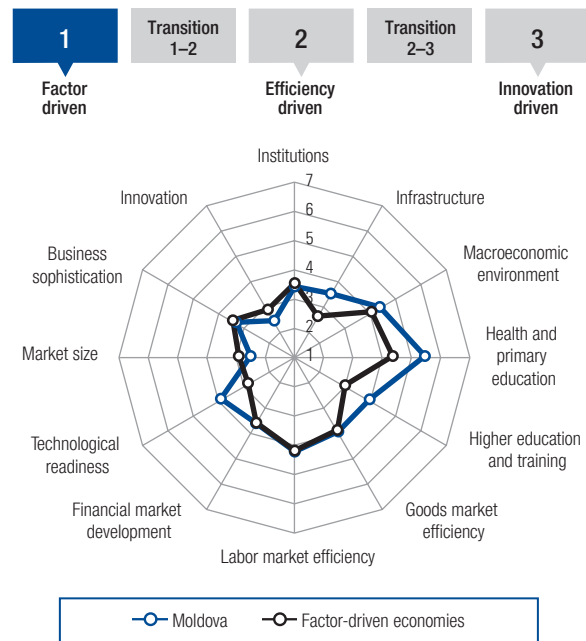 1
Transition
1–2
2
Transition
2–3
3
Factor
driven
Efficiency
driven
Innovation
driven
Institutions
Innovation
7
Infrastructure
6
Business
sophistication
5
Macroeconomic
environment
4
3
2
Market size
1
Health and
primary
education
Technological
readiness
Higher education
and training
Financial market
development
Goods market
efficiency
Labor market efficiency
Moldova
Factor-driven economies